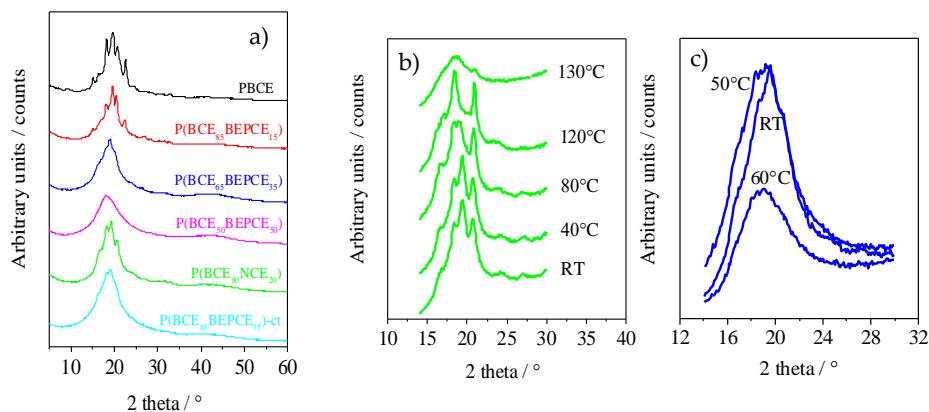 a)
PBCE
P(BCE₈₅BEPCE₁₅)
P(BCE₆₅BEPCE₃₅)
P(BCE₅₀BEPCE₅₀)
P(BCE₈₀NCE₂₀)
P(BCE₆₅BEPCE₃₅)-ct
Arbitrary units / counts
10 20 30 40 50 60
2 theta / °
b)
130°C
120°C
80°C
40°C
RT
Arbitrary units / counts
10 15 20 25 30 35 40
2 theta / °
c)
50°C
RT
60°C
Arbitrary units / counts
12 16 20 24 28 32
2 theta / °